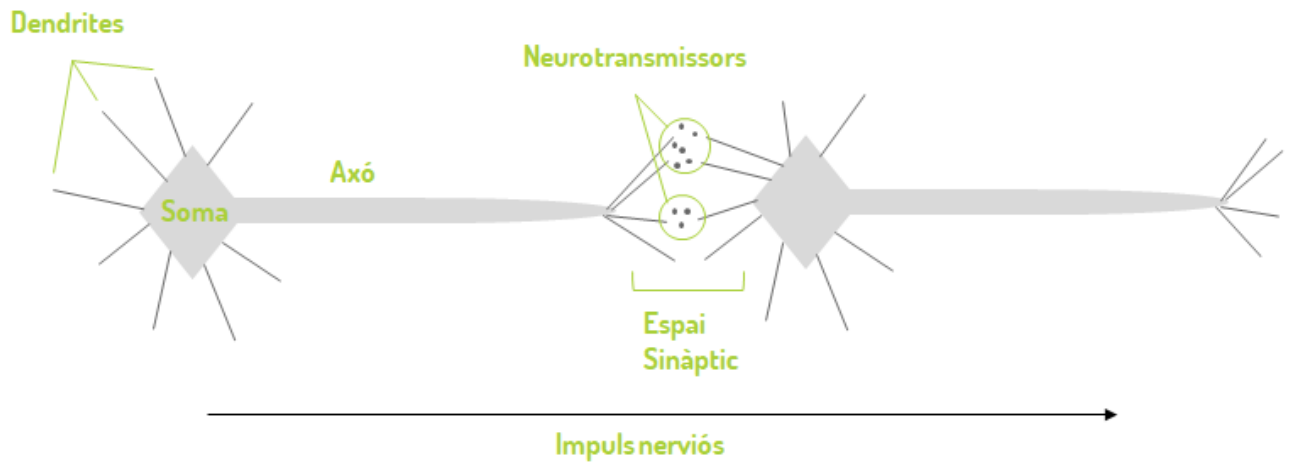 Dendrites
Neurotransmissors
Axó
Soma
Espai
Sinàptic
Impuls nerviós